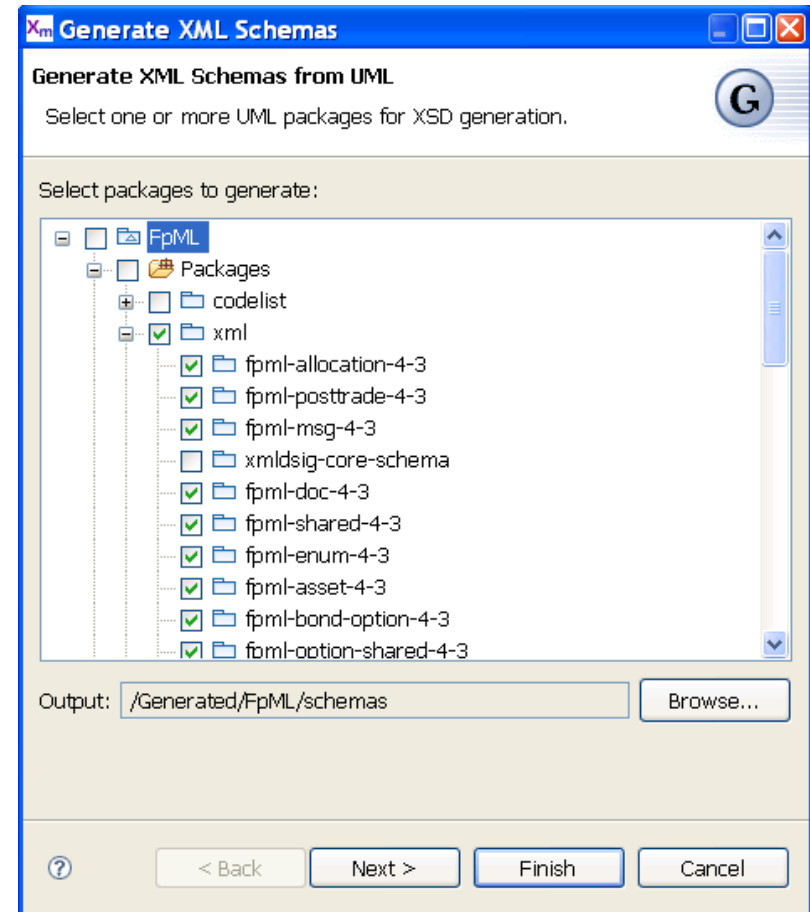 Xm Generate XML Schemas
Generate XML Schemas from UML
Select one or more UML packages for XSD generation.
G
Select packages to generate:
FpML
Packages
codelist
xml
fpml-allocation-4-3
fpml-posttrade-4-3
fpml-msg-4-3
xmldsig-core-schema
fpml-doc-4-3
fpml-shared-4-3
fpml-enum-4-3
fpml-asset-4-3
fpml-bond-option-4-3
fpml-option-shared-4-3
Output: /Generated/FpML/schemas Browse...
? < Back Next > Finish Cancel